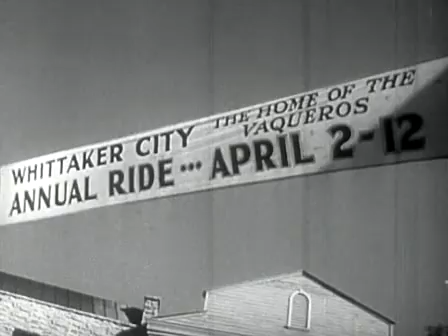 WHITTAKER CITY THE HOME OF THE VAQUEROS
ANNUAL RIDE ••• APRIL 2-12